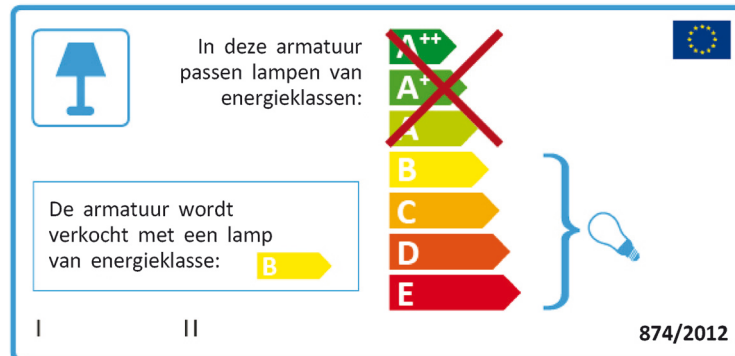 In deze armatuur
passen lampen van
energieklassen:
A++
A+
A
B
C
D
E
De armatuur wordt
verkocht met een lamp
van energieklasse:
B
I
II
874/2012